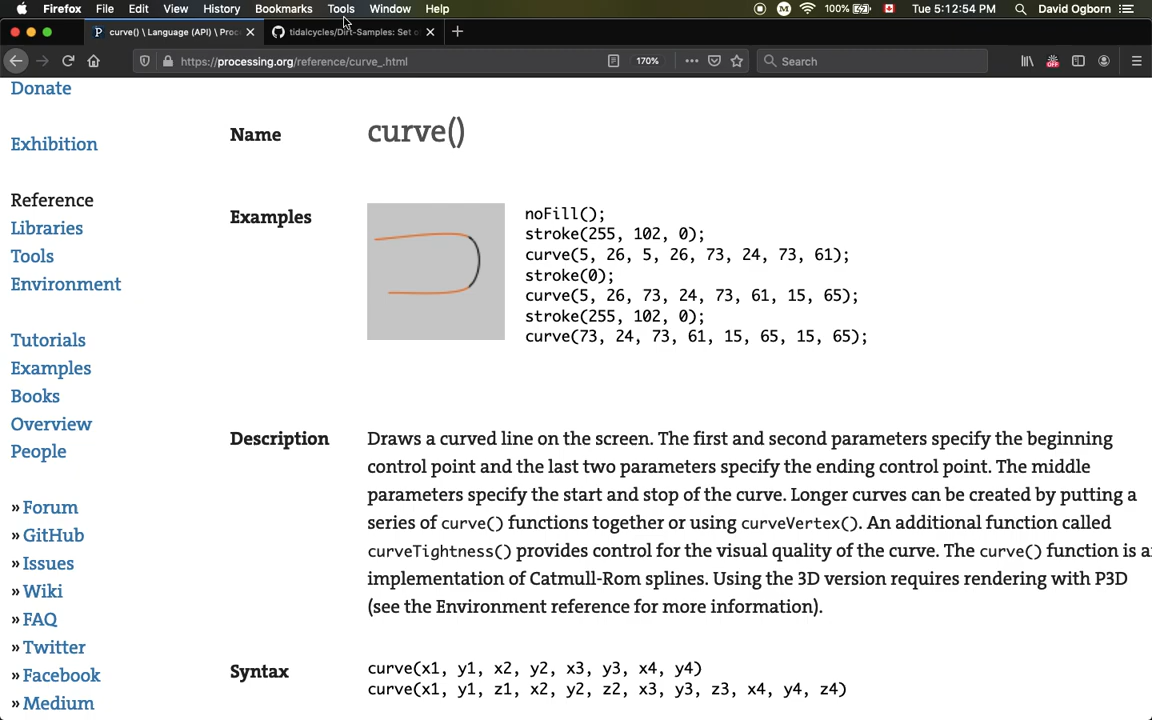 Firefox File Edit View History Bookmarks Tools Window Help M 100% Tue 5:12:54 PM David Ogborn
P curve() \ Language (API) \ Proc tidalcycles/Dirt-Samples: Set o
https://processing.org/reference/curve_.html 170% Search OFF
Donate
Exhibition
Reference
Libraries
Tools
Environment
Tutorials
Examples
Books
Overview
People
» Forum
» GitHub
» Issues
» Wiki
» FAQ
» Twitter
» Facebook
» Medium
Name curve()
Examples
noFill();
stroke(255, 102, 0);
curve(5, 26, 5, 26, 73, 24, 73, 61);
stroke(0);
curve(5, 26, 73, 24, 73, 61, 15, 65);
stroke(255, 102, 0);
curve(73, 24, 73, 61, 15, 65, 15, 65);
Description Draws a curved line on the screen. The first and second parameters specify the beginning
control point and the last two parameters specify the ending control point. The middle
parameters specify the start and stop of the curve. Longer curves can be created by putting a
series of curve() functions together or using curveVertex(). An additional function called
curveTightness() provides control for the visual quality of the curve. The curve() function is an
implementation of Catmull-Rom splines. Using the 3D version requires rendering with P3D
(see the Environment reference for more information).
Syntax curve(x1, y1, x2, y2, x3, y3, x4, y4)
curve(x1, y1, z1, x2, y2, z2, x3, y3, z3, x4, y4, z4)